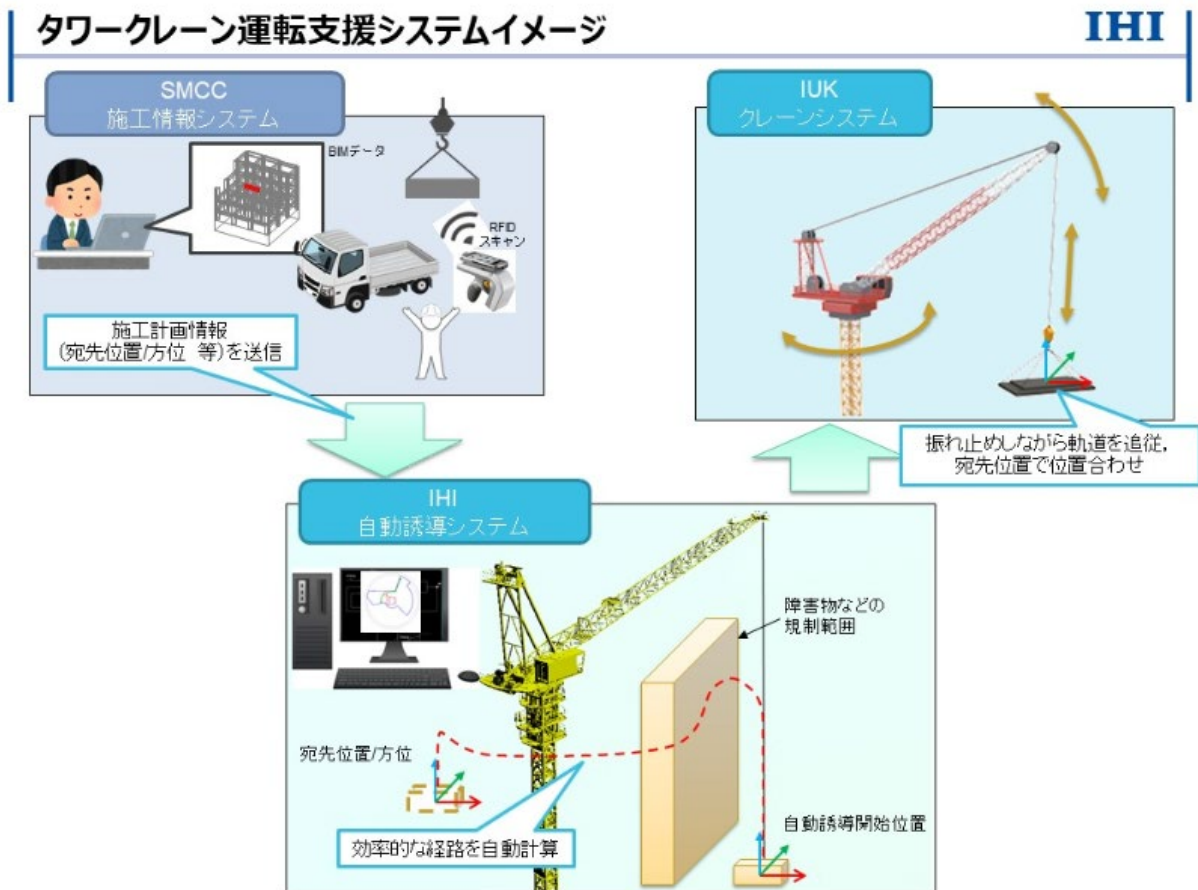 タワークレーン運転支援システムイメージ
IHI
SMCC
施工情報システム
BIMデータ
RFID
スキャン
施工計画情報
(宛先位置/方位 等)を送信
IUK
クレーンシステム
振れ止めしながら軌道を追従,
宛先位置で位置合わせ
IHI
自動誘導システム
障害物などの
規制範囲
宛先位置/方位
効率的な経路を自動計算
自動誘導開始位置